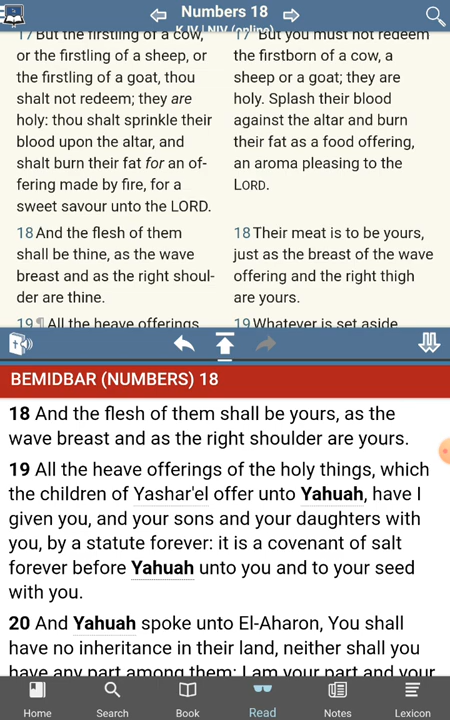 Numbers 18
KJV | NIV (online)
17 But the firstling of a cow,
or the firstling of a sheep, or
the firstling of a goat, thou
shalt not redeem; they are
holy: thou shalt sprinkle their
blood upon the altar, and
shalt burn their fat for an of-
fering made by fire, for a
sweet savour unto the LORD.
18 And the flesh of them
shall be thine, as the wave
breast and as the right shoul-
der are thine.
19 ¶ All the heave offerings
17 But you must not redeem
the firstborn of a cow, a
sheep or a goat; they are
holy. Splash their blood
against the altar and burn
their fat as a food offering,
an aroma pleasing to the
LORD.
18 Their meat is to be yours,
just as the breast of the wave
offering and the right thigh
are yours.
19 Whatever is set aside
BEMIDBAR (NUMBERS) 18
18 And the flesh of them shall be yours, as the
wave breast and as the right shoulder are yours.
19 All the heave offerings of the holy things, which
the children of Yashar'el offer unto Yahuah, have I
given you, and your sons and your daughters with
you, by a statute forever: it is a covenant of salt
forever before Yahuah unto you and to your seed
with you.
20 And Yahuah spoke unto El-Aharon, You shall
have no inheritance in their land, neither shall you
have any part among them: I am your part and your
Home
Search
Book
Read
Notes
Lexicon